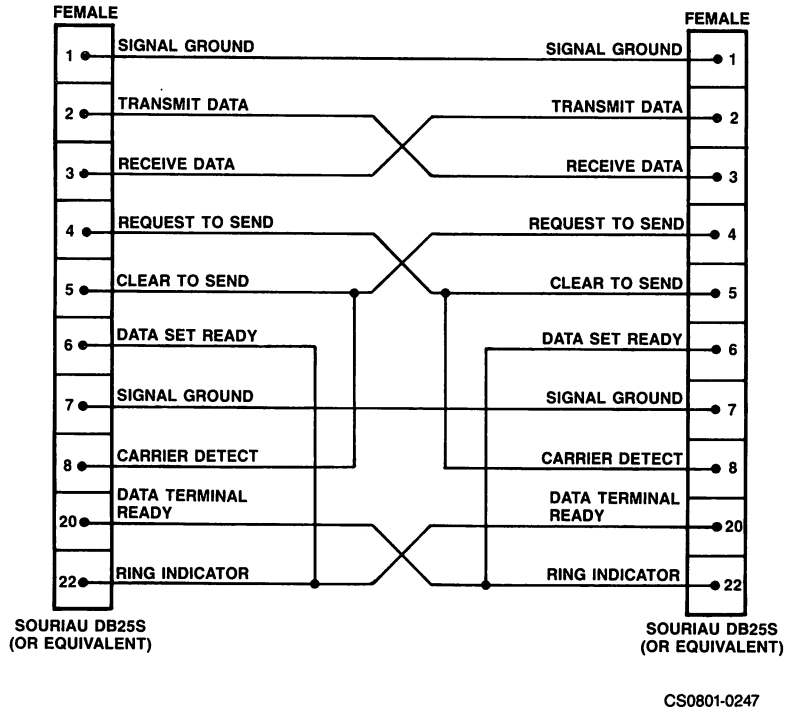 FEMALE
FEMALE
1 SIGNAL GROUND SIGNAL GROUND 1
2 TRANSMIT DATA TRANSMIT DATA 2
3 RECEIVE DATA RECEIVE DATA 3
4 REQUEST TO SEND REQUEST TO SEND 4
5 CLEAR TO SEND CLEAR TO SEND 5
6 DATA SET READY DATA SET READY 6
7 SIGNAL GROUND SIGNAL GROUND 7
8 CARRIER DETECT CARRIER DETECT 8
DATA TERMINAL DATA TERMINAL
20 READY READY 20
22 RING INDICATOR RING INDICATOR 22
SOURIAU DB25S SOURIAU DB25S
(OR EQUIVALENT) (OR EQUIVALENT)
CS0801-0247